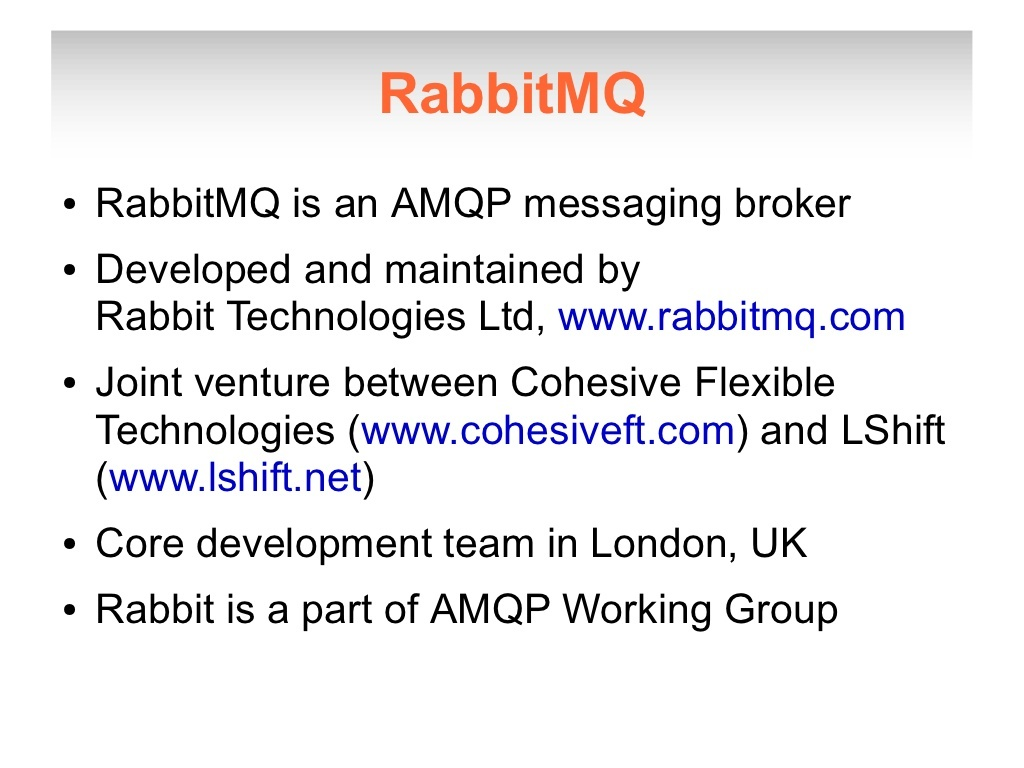 RabbitMQ
• RabbitMQ is an AMQP messaging broker
• Developed and maintained by
Rabbit Technologies Ltd, www.rabbitmq.com
• Joint venture between Cohesive Flexible
Technologies (www.cohesiveft.com) and LShift
(www.lshift.net)
• Core development team in London, UK
• Rabbit is a part of AMQP Working Group